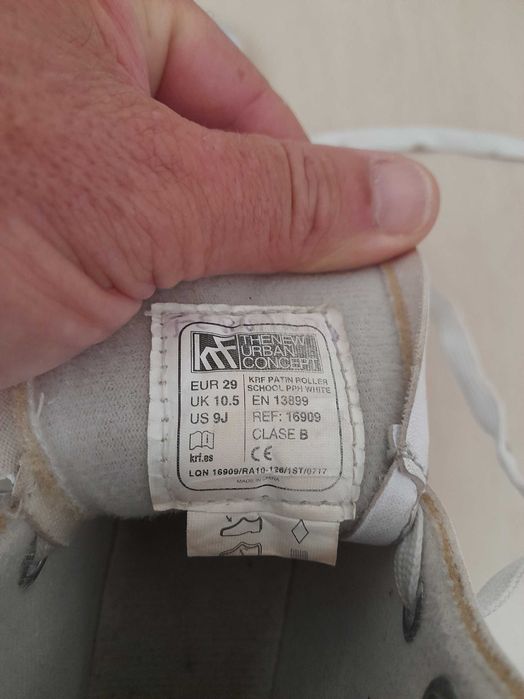 krf THE NEW
URBAN
CONCEPT
EUR 29
UK 10.5
US 9J
krf.es
KRF PATIN ROLLER
SCHOOL PPH WHITE
EN 13899
REF: 16909
CLASE B
CE
LQN 16909/RA10-126/1ST/0717
MADE IN CHINA